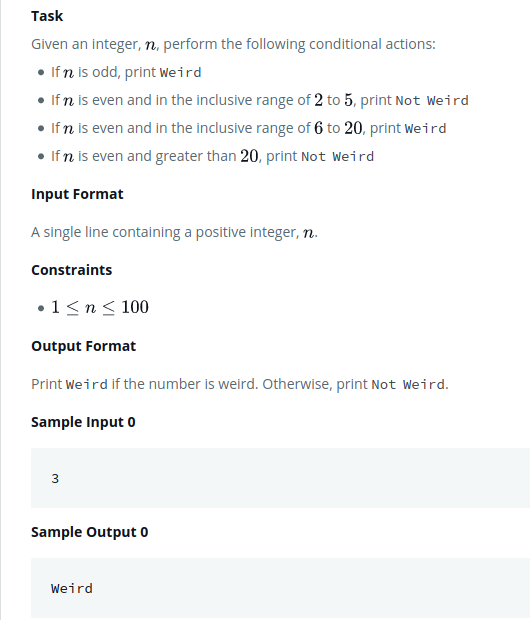 Task
Given an integer, n, perform the following conditional actions:
• If n is odd, print Weird
• If n is even and in the inclusive range of 2 to 5, print Not Weird
• If n is even and in the inclusive range of 6 to 20, print Weird
• If n is even and greater than 20, print Not Weird
Input Format
A single line containing a positive integer, n.
Constraints
• 1 ≤ n ≤ 100
Output Format
Print Weird if the number is weird. Otherwise, print Not Weird.
Sample Input 0
3
Sample Output 0
Weird